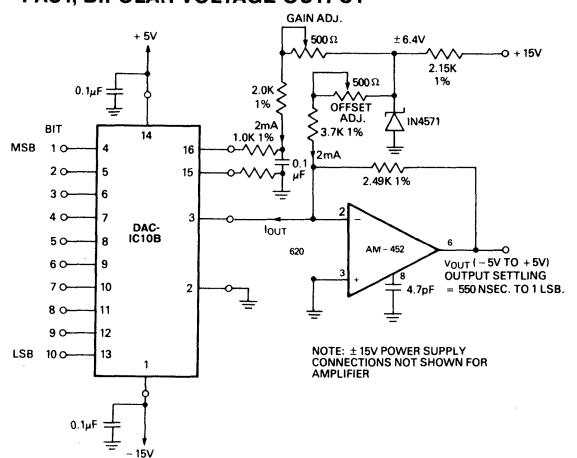 FAST, BIPOLAR VOLTAGE OUTPUT
GAIN ADJ.
+ 5V
500 Ω
± 6.4V
+ 15V
2.15K
1%
0.1µF
2.0K
1%
500 Ω
OFFSET
ADJ.
IN4571
3.7K 1%
2mA
1.0K 1%
2mA
0.1
µF
2.49K 1%
BIT
14
MSB 1 4 16
2 5 15
3 6
4 7 3
DAC-
IC10B
IOUT
2 −
AM - 452
6
5 8
620
6 9
3 +
8
VOUT (−5V TO +5V)
OUTPUT SETTLING
= 550 NSEC. TO 1 LSB.
7 10 2
4.7pF
8 11
9 12
LSB 10 13
1
NOTE: ± 15V POWER SUPPLY
CONNECTIONS NOT SHOWN FOR
AMPLIFIER
0.1µF
− 15V